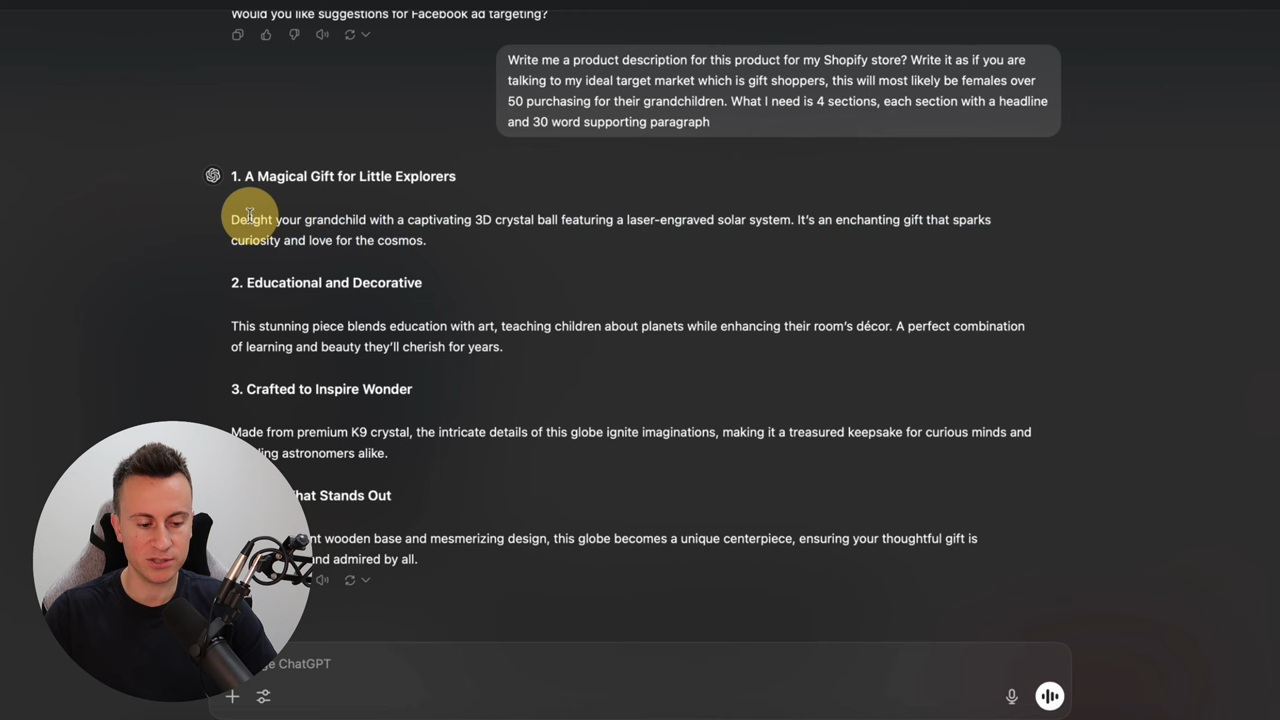 Would you like suggestions for Facebook ad targeting?
Write me a product description for this product for my Shopify store? Write it as if you are
talking to my ideal target market which is gift shoppers, this will most likely be females over
50 purchasing for their grandchildren. What I need is 4 sections, each section with a headline
and 30 word supporting paragraph
1. A Magical Gift for Little Explorers
Delight your grandchild with a captivating 3D crystal ball featuring a laser-engraved solar system. It's an enchanting gift that sparks
curiosity and love for the cosmos.
2. Educational and Decorative
This stunning piece blends education with art, teaching children about planets while enhancing their room's décor. A perfect combination
of learning and beauty they'll cherish for years.
3. Crafted to Inspire Wonder
Made from premium K9 crystal, the intricate details of this globe ignite imaginations, making it a treasured keepsake for curious minds and
astronomers alike.
That Stands Out
wooden base and mesmerizing design, this globe becomes a unique centerpiece, ensuring your thoughtful gift is
and admired by all.
ChatGPT